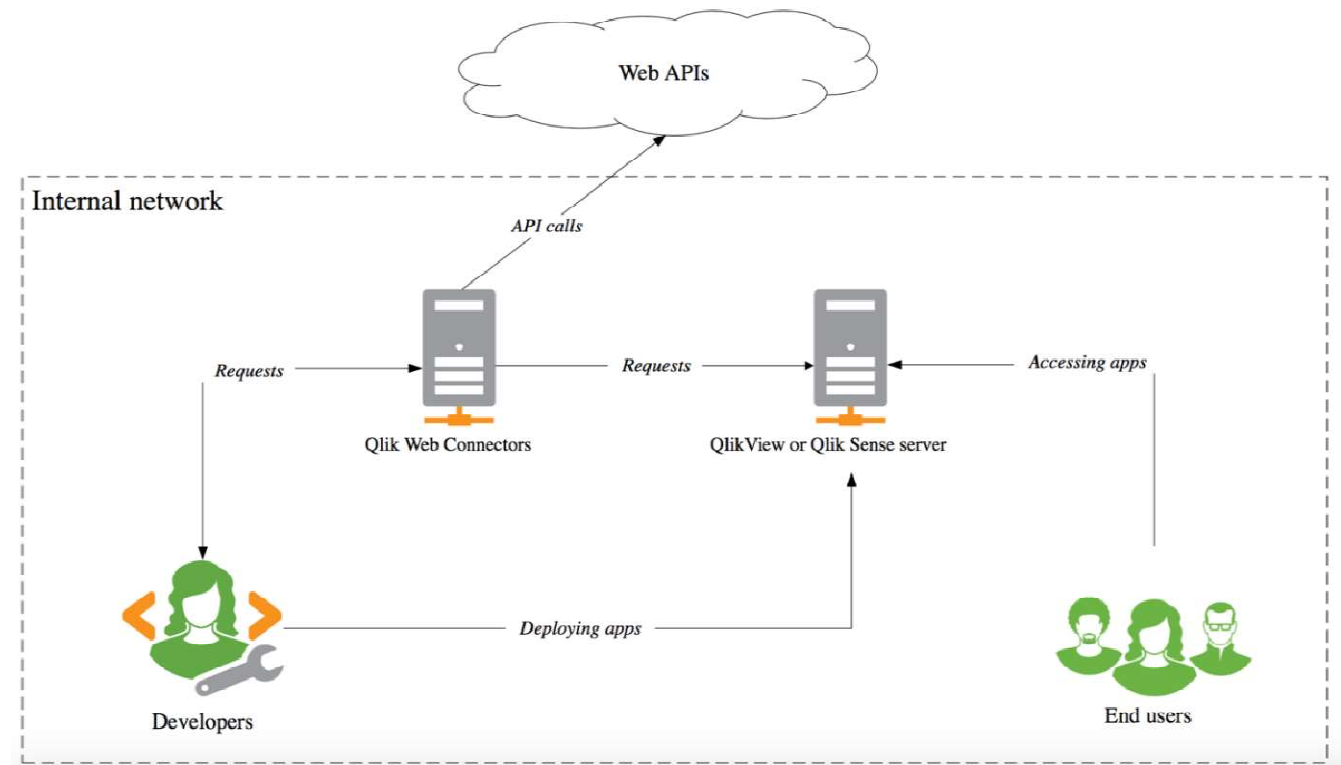 Web APIs
Internal network
API calls
Requests
Requests
Accessing apps
Qlik Web Connectors
QlikView or Qlik Sense server
Deploying apps
Developers
End users